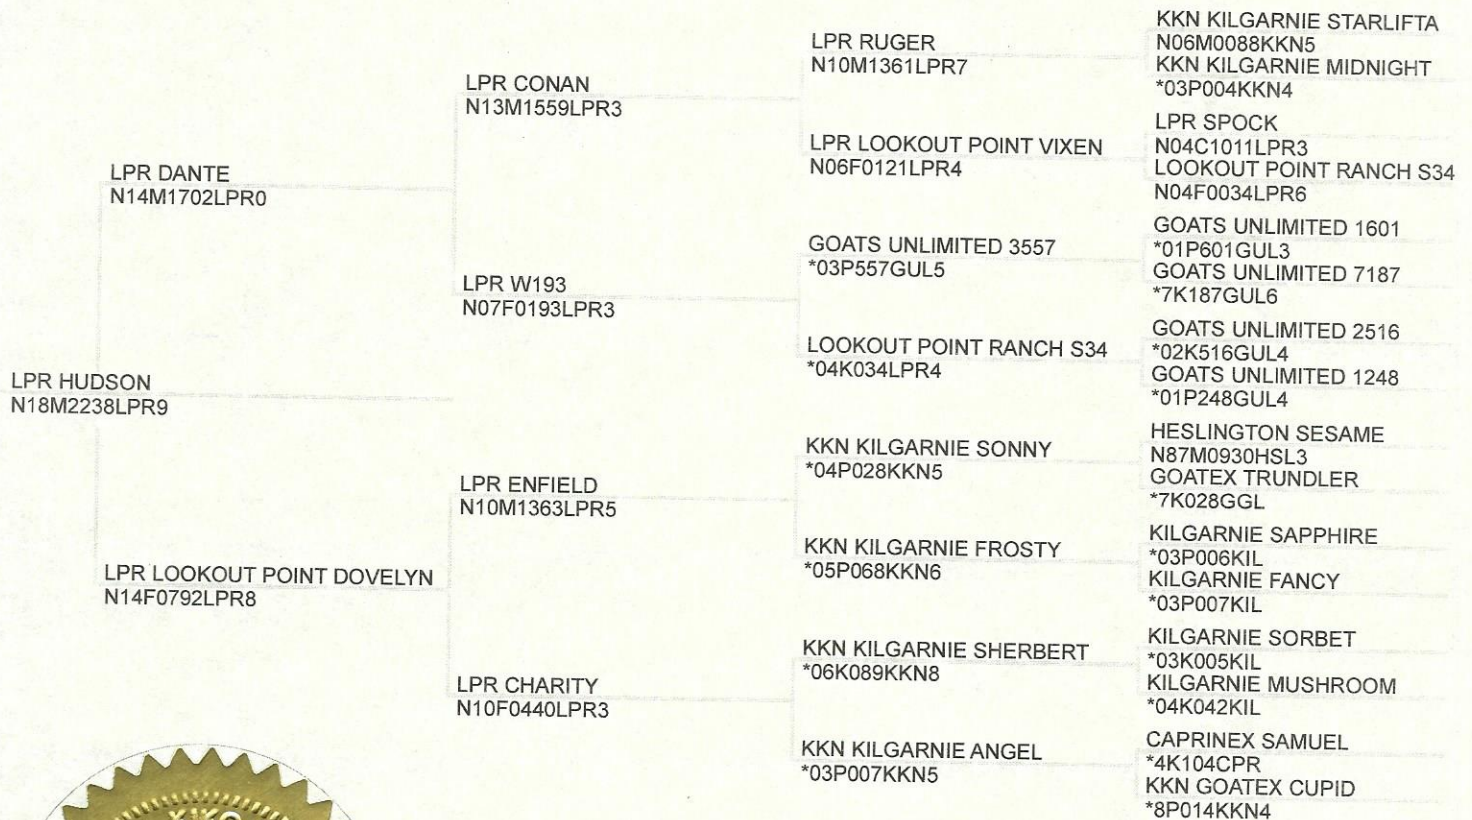 LPR HUDSON
N18M2238LPR9
LPR DANTE
N14M1702LPR0
LPR LOOKOUT POINT DOVELYN
N14F0792LPR8
LPR CONAN
N13M1559LPR3
LPR W193
N07F0193LPR3
LPR ENFIELD
N10M1363LPR5
LPR CHARITY
N10F0440LPR3
LPR RUGER
N10M1361LPR7
LPR LOOKOUT POINT VIXEN
N06F0121LPR4
GOATS UNLIMITED 3557
*03P557GUL5
LOOKOUT POINT RANCH S34
*04K034LPR4
KKN KILGARNIE SONNY
*04P028KKN5
KKN KILGARNIE FROSTY
*05P068KKN6
KKN KILGARNIE SHERBERT
*06K089KKN8
KKN KILGARNIE ANGEL
*03P007KKN5
KKN KILGARNIE STARLIFTA
N06M0088KKN5
KKN KILGARNIE MIDNIGHT
*03P004KKN4
LPR SPOCK
N04C1011LPR3
LOOKOUT POINT RANCH S34
N04F0034LPR6
GOATS UNLIMITED 1601
*01P601GUL3
GOATS UNLIMITED 7187
*7K187GUL6
GOATS UNLIMITED 2516
*02K516GUL4
GOATS UNLIMITED 1248
*01P248GUL4
HESLINGTON SESAME
N87M0930HSL3
GOATEX TRUNDLER
*7K028GGL
KILGARNIE SAPPHIRE
*03P006KIL
KILGARNIE FANCY
*03P007KIL
KILGARNIE SORBET
*03K005KIL
KILGARNIE MUSHROOM
*04K042KIL
CAPRINEX SAMUEL
*4K104CPR
KKN GOATEX CUPID
*8P014KKN4
KIKO